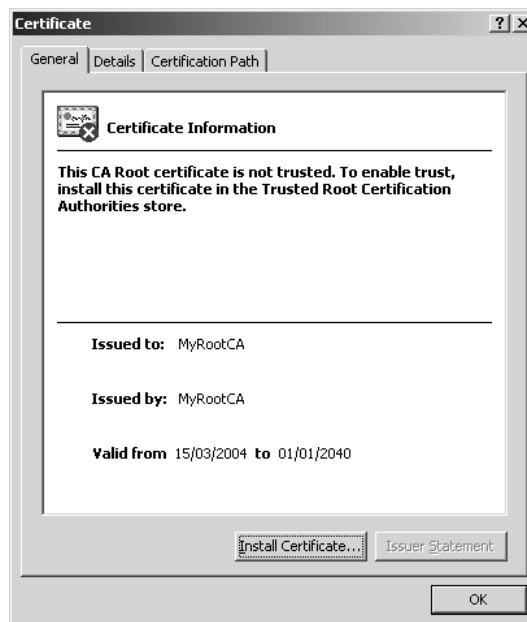 Certificate
? X
General Details Certification Path
Certificate Information
This CA Root certificate is not trusted. To enable trust,
install this certificate in the Trusted Root Certification
Authorities store.
Issued to: MyRootCA
Issued by: MyRootCA
Valid from 15/03/2004 to 01/01/2040
Install Certificate... Issuer Statement
OK